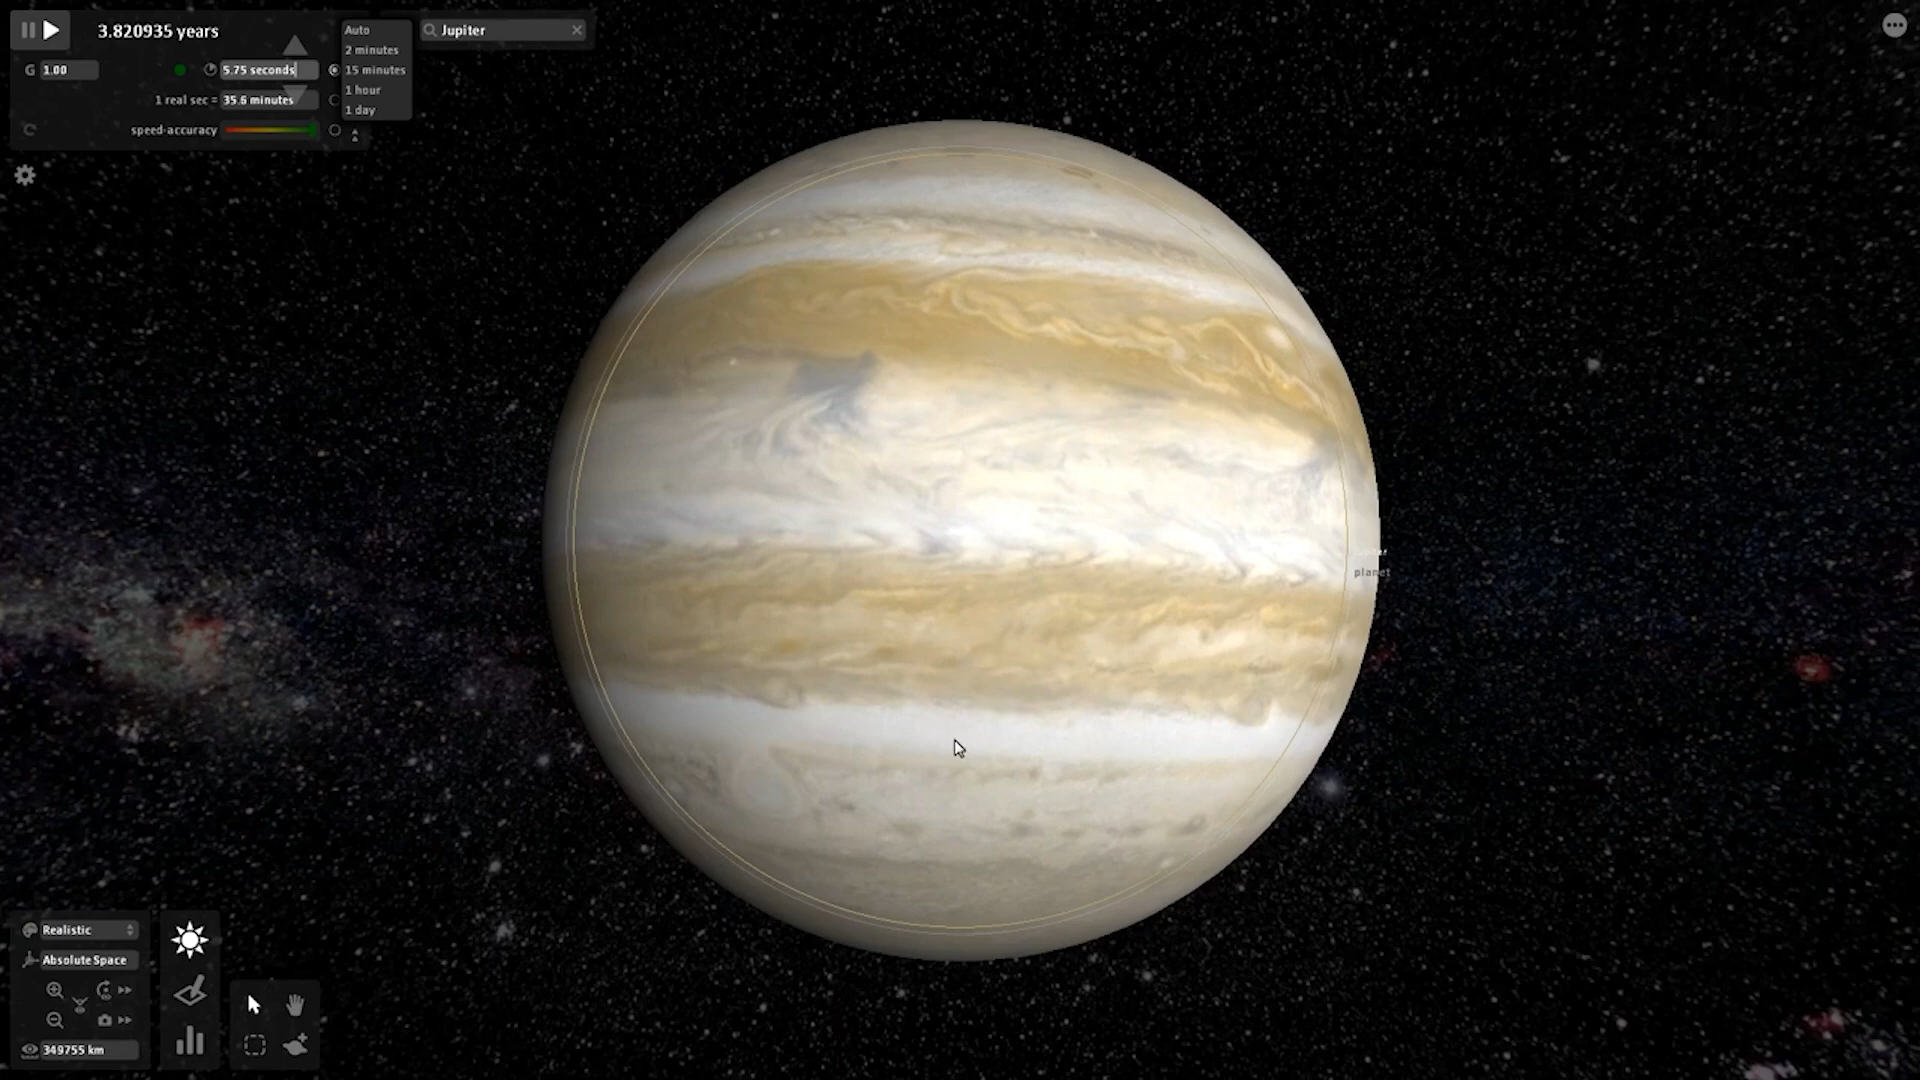 3.820935 years
Auto
2 minutes
15 minutes
1 hour
1 day
Jupiter
G 1.00
5.75 seconds
1 real sec = 35.6 minutes
speed-accuracy
planet
Realistic
Absolute Space
349755 km